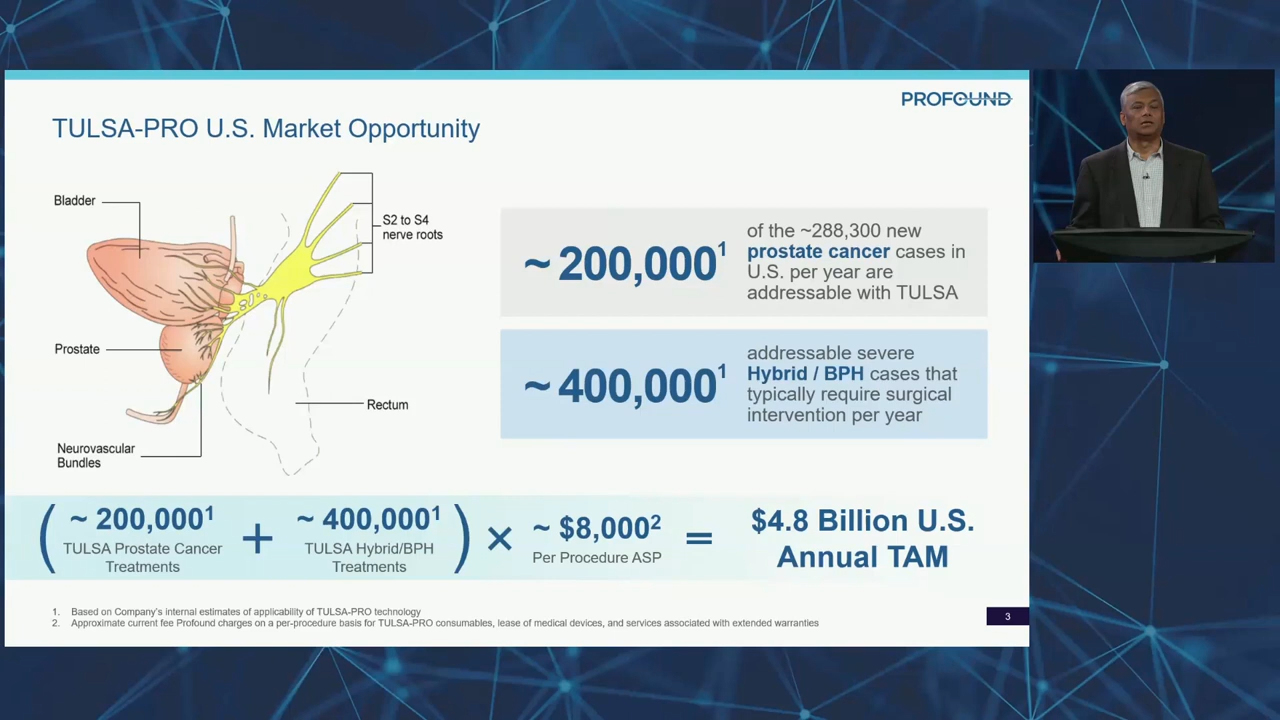 PROFOUND
TULSA-PRO U.S. Market Opportunity
Bladder
S2 to S4
nerve roots
Prostate
Rectum
Neurovascular
Bundles
~ 200,000¹
of the ~288,300 new
prostate cancer cases in
U.S. per year are
addressable with TULSA
~ 400,000¹
addressable severe
Hybrid / BPH cases that
typically require surgical
intervention per year
( ~ 200,000¹ + ~ 400,000¹ ) × ~ $8,000² = $4.8 Billion U.S.
Annual TAM
TULSA Prostate Cancer
Treatments
TULSA Hybrid/BPH
Treatments
Per Procedure ASP
1. Based on Company's internal estimates of applicability of TULSA-PRO technology
2. Approximate current fee Profound charges on a per-procedure basis for TULSA-PRO consumables, lease of medical devices, and services associated with extended warranties
3